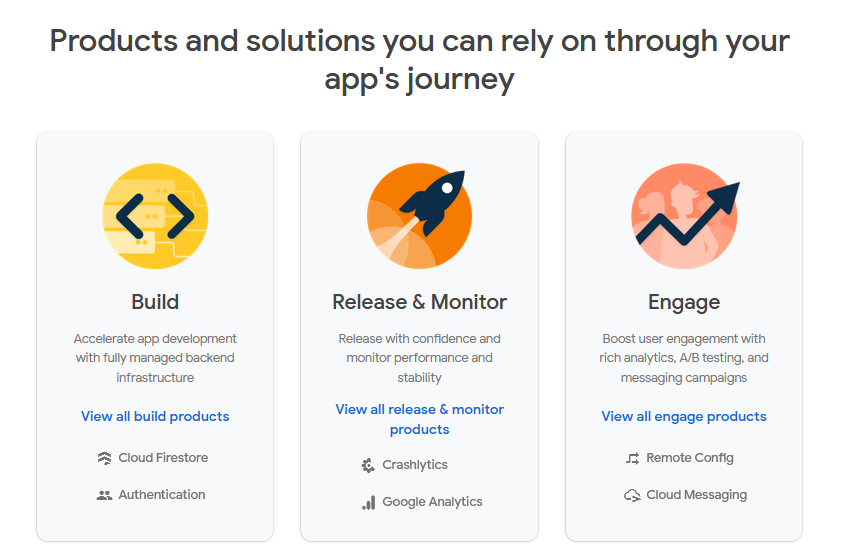 Products and solutions you can rely on through your
app's journey
Build
Accelerate app development
with fully managed backend
infrastructure
View all build products
Cloud Firestore
Authentication
Release & Monitor
Release with confidence and
monitor performance and
stability
View all release & monitor
products
Crashlytics
Google Analytics
Engage
Boost user engagement with
rich analytics, A/B testing, and
messaging campaigns
View all engage products
Remote Config
Cloud Messaging